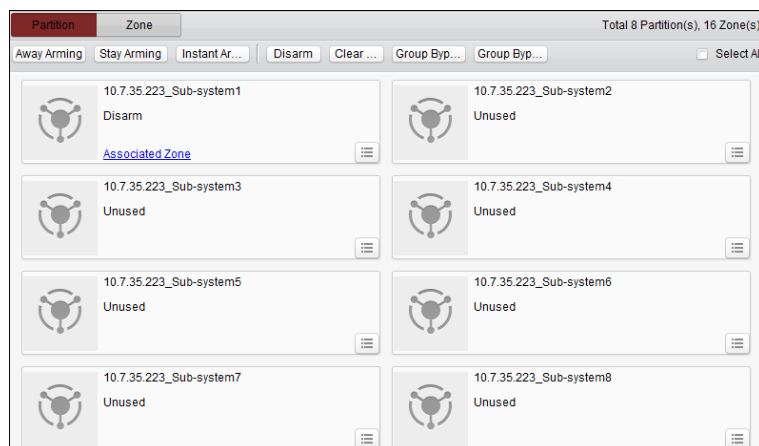 Partition Zone Total 8 Partition(s), 16 Zone(s)
Away Arming Stay Arming Instant Ar... Disarm Clear ... Group Byp... Group Byp... Select Al
10.7.35.223_Sub-system1
Disarm
Associated Zone
10.7.35.223_Sub-system2
Unused
10.7.35.223_Sub-system3
Unused
10.7.35.223_Sub-system4
Unused
10.7.35.223_Sub-system5
Unused
10.7.35.223_Sub-system6
Unused
10.7.35.223_Sub-system7
Unused
10.7.35.223_Sub-system8
Unused